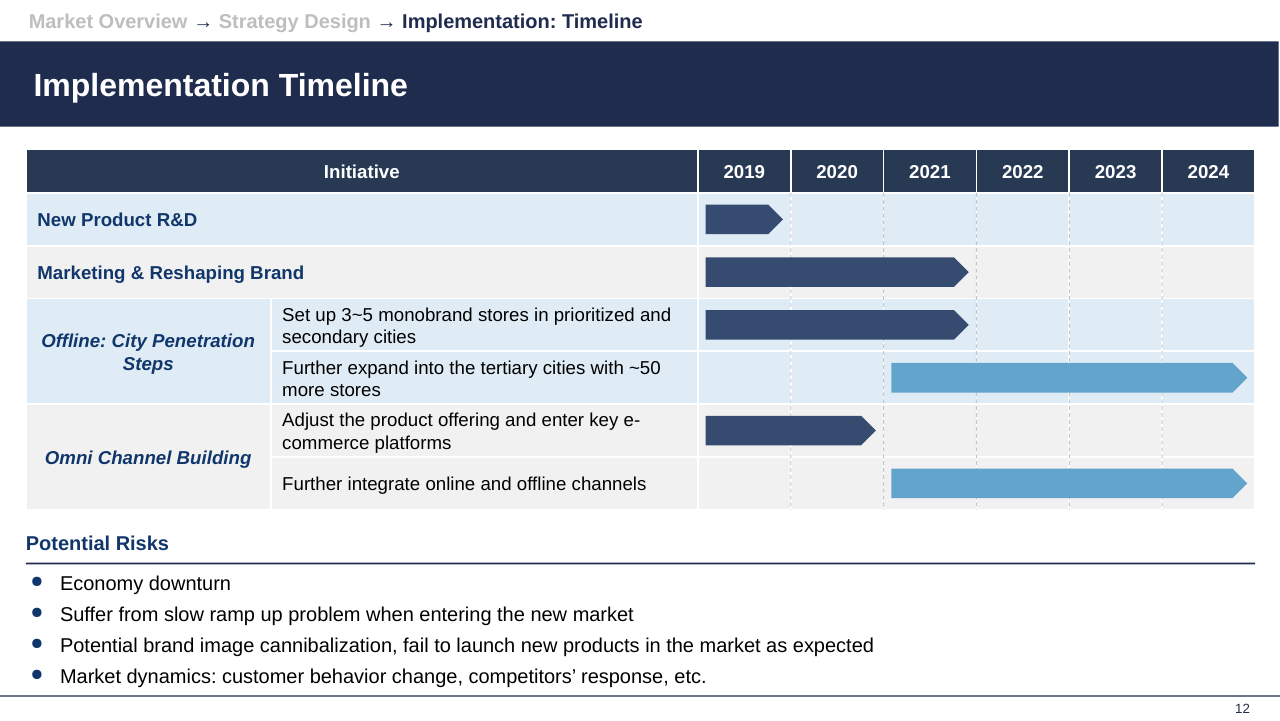 Market Overview → Strategy Design → Implementation: Timeline
Implementation Timeline
Initiative 2019 2020 2021 2022 2023 2024
New Product R&D
Marketing & Reshaping Brand
Offline: City Penetration
Steps
Set up 3~5 monobrand stores in prioritized and
secondary cities
Further expand into the tertiary cities with ~50
more stores
Omni Channel Building
Adjust the product offering and enter key e-
commerce platforms
Further integrate online and offline channels
Potential Risks
● Economy downturn
● Suffer from slow ramp up problem when entering the new market
● Potential brand image cannibalization, fail to launch new products in the market as expected
● Market dynamics: customer behavior change, competitors’ response, etc.
12